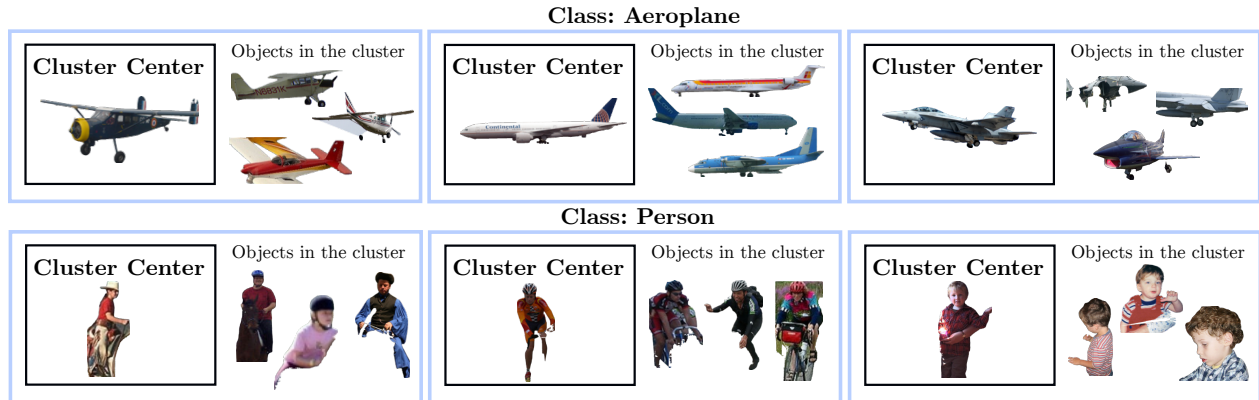 Class: Aeroplane
Cluster Center
Objects in the cluster
N6831K
Cluster Center
Continental
Objects in the cluster
Cluster Center
Objects in the cluster
Class: Person
Cluster Center
Objects in the cluster
Cluster Center
Objects in the cluster
Cluster Center
Objects in the cluster